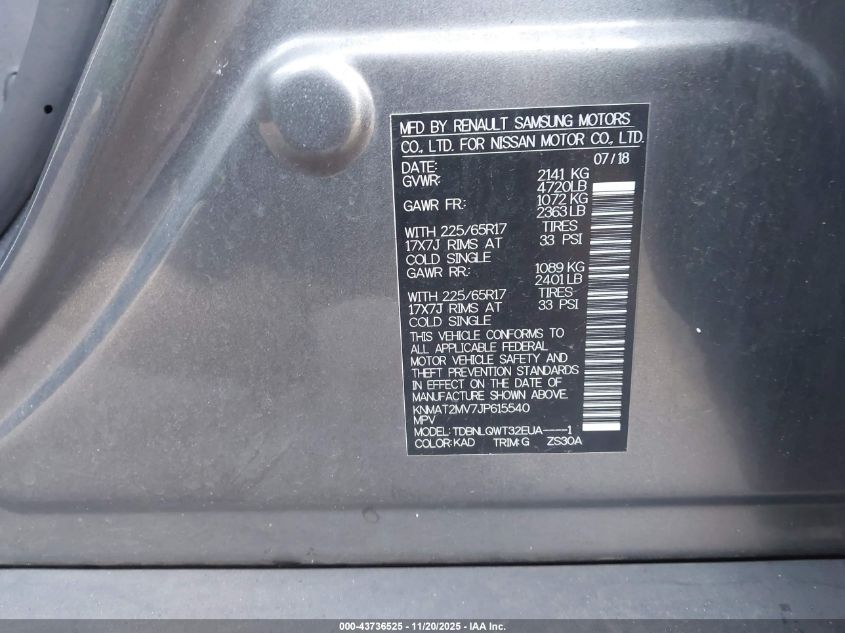 MFD BY RENAULT SAMSUNG MOTORS
CO., LTD. FOR NISSAN MOTOR CO., LTD.
DATE: 07/18
GVWR: 2141 KG
4720LB
GAWR FR: 1072 KG
2363LB
WITH 225/65R17 TIRES
17X7J RIMS AT 33 PSI
COLD SINGLE
GAWR RR: 1089 KG
2401LB
WITH 225/65R17 TIRES
17X7J RIMS AT 33 PSI
COLD SINGLE
THIS VEHICLE CONFORMS TO
ALL APPLICABLE FEDERAL
MOTOR VEHICLE SAFETY AND
THEFT PREVENTION STANDARDS
IN EFFECT ON THE DATE OF
MANUFACTURE SHOWN ABOVE.
KNMAT2MV7JP615540
MPV
MODEL: TDBNLQWT32EUA----1
COLOR:KAD TRIM:G ZS30A
000-43736525 - 11/20/2025 - IAA Inc.